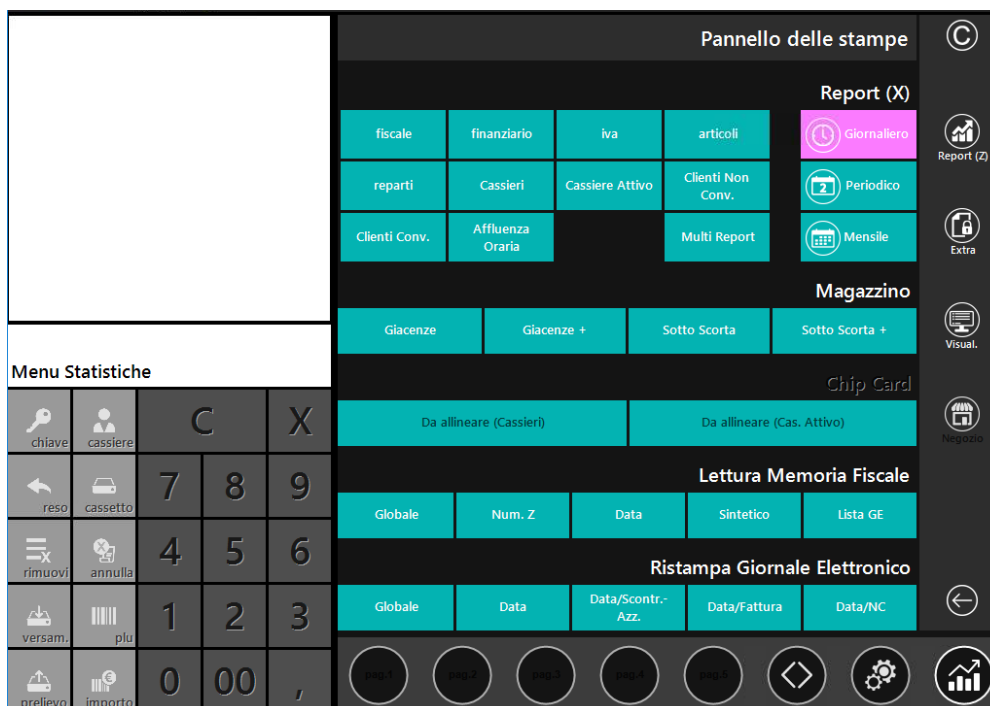 Pannello delle stampe
Report (X)
fiscale
finanziario
iva
articoli
Giornaliero
reparti
Cassieri
Cassiere Attivo
Clienti Non
Conv.
2
Periodico
Clienti Conv.
Affluenza
Oraria
Multi Report
Mensile
Magazzino
Giacenze
Giacenze +
Sotto Scorta
Sotto Scorta +
Chip Card
Da allineare (Cassieri)
Da allineare (Cas. Attivo)
Lettura Memoria Fiscale
Globale
Num. Z
Data
Sintetico
Lista GE
Ristampa Giornale Elettronico
Globale
Data
Data/Scontr.-
Azz.
Data/Fattura
Data/NC
pag.1
pag.2
pag.3
pag.4
pag.5
C
Report (Z)
Extra
Visual.
Negozio
Menu Statistiche
chiave
cassiere
C
X
reso
cassetto
7
8
9
rimuovi
annulla
4
5
6
versam.
plu
1
2
3
prelievo
importo
0
00
,